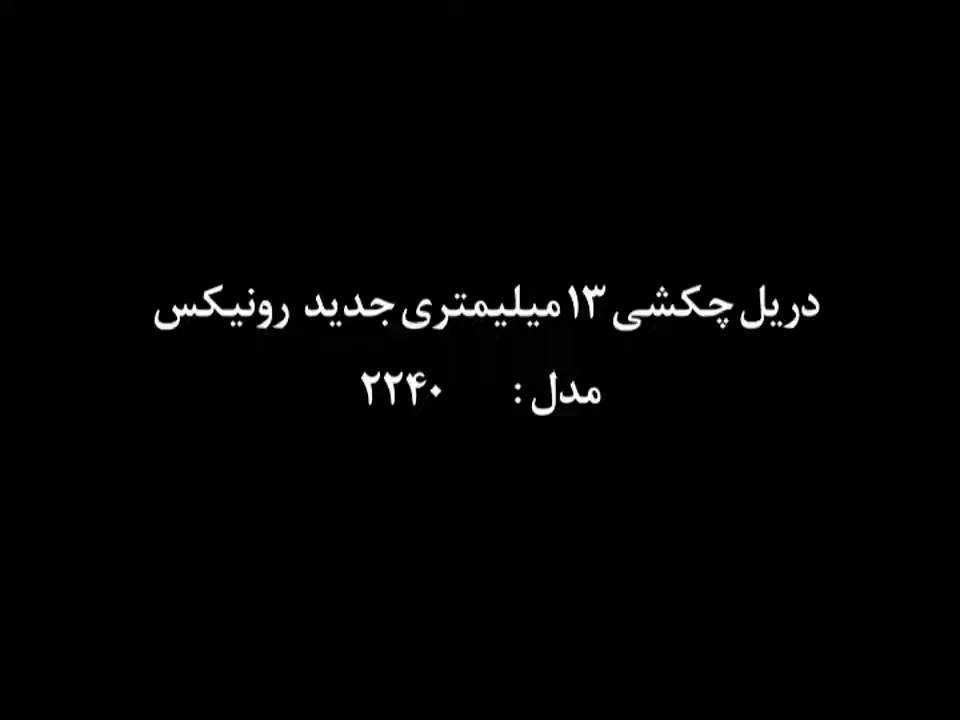 دریل چکشی ۱۳ میلیمتری جدید رونیکس
مدل : ۲۲۴۰